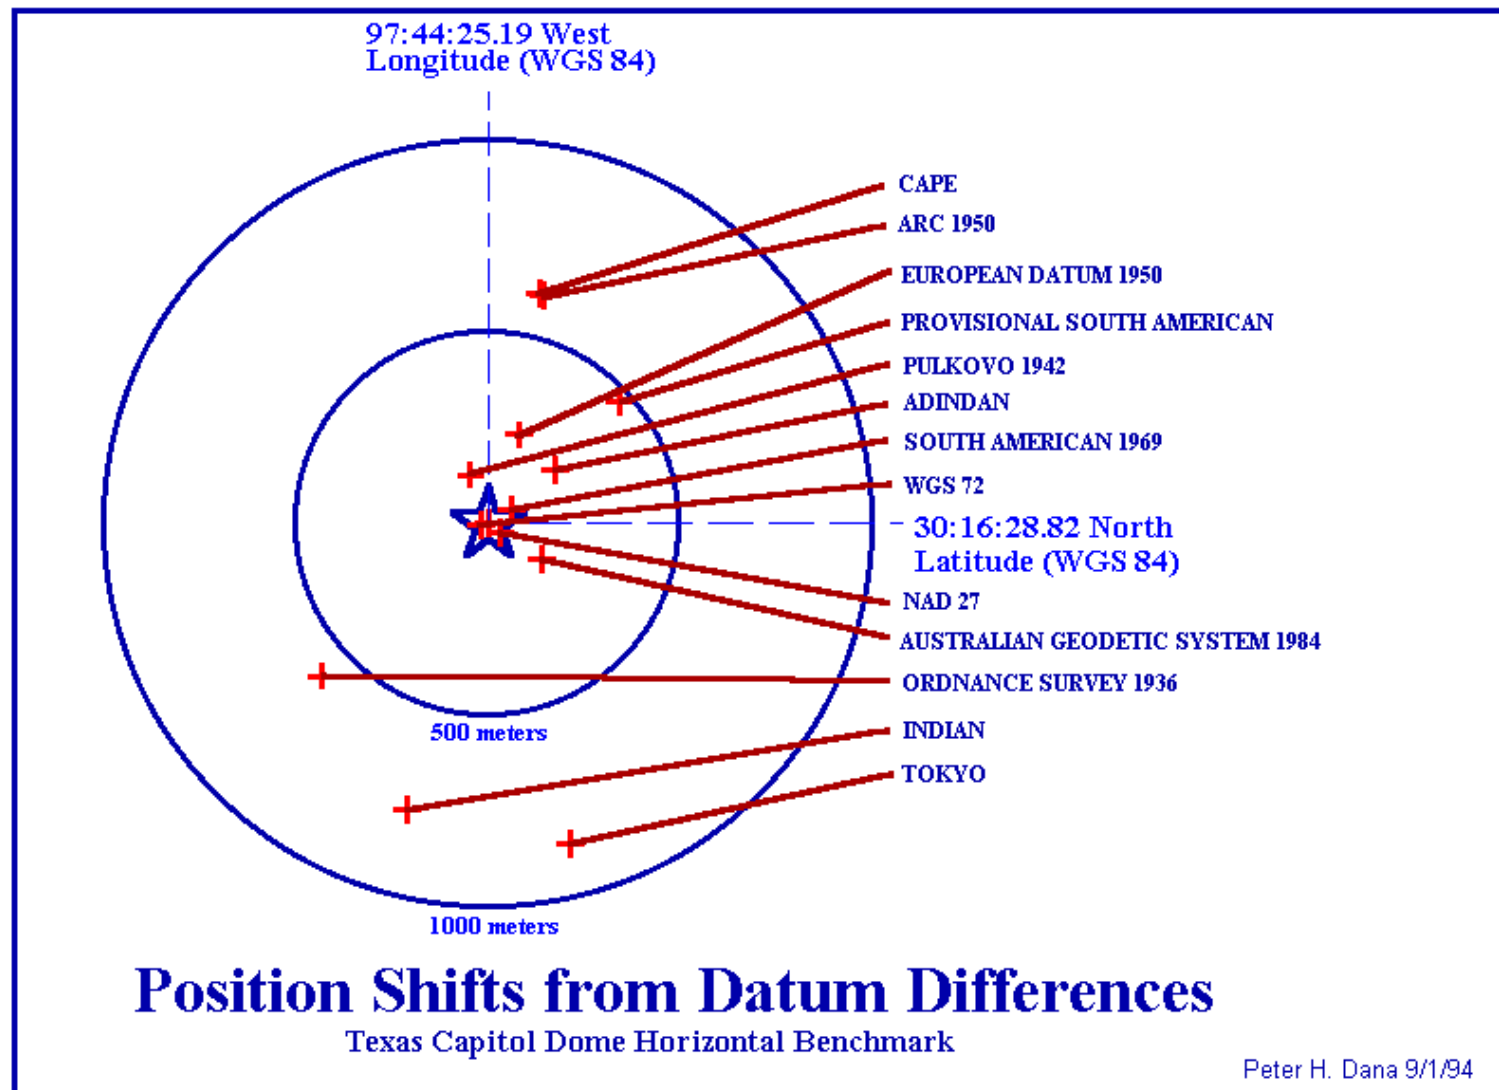 97:44:25.19 West
Longitude (WGS 84)
CAPE
ARC 1950
EUROPEAN DATUM 1950
PROVISIONAL SOUTH AMERICAN
PULKOVO 1942
ADINDAN
SOUTH AMERICAN 1969
WGS 72
30:16:28.82 North
Latitude (WGS 84)
NAD 27
AUSTRALIAN GEODETIC SYSTEM 1984
ORDNANCE SURVEY 1936
INDIAN
500 meters
TOKYO
1000 meters
Position Shifts from Datum Differences
Texas Capitol Dome Horizontal Benchmark
Peter H. Dana 9/1/94